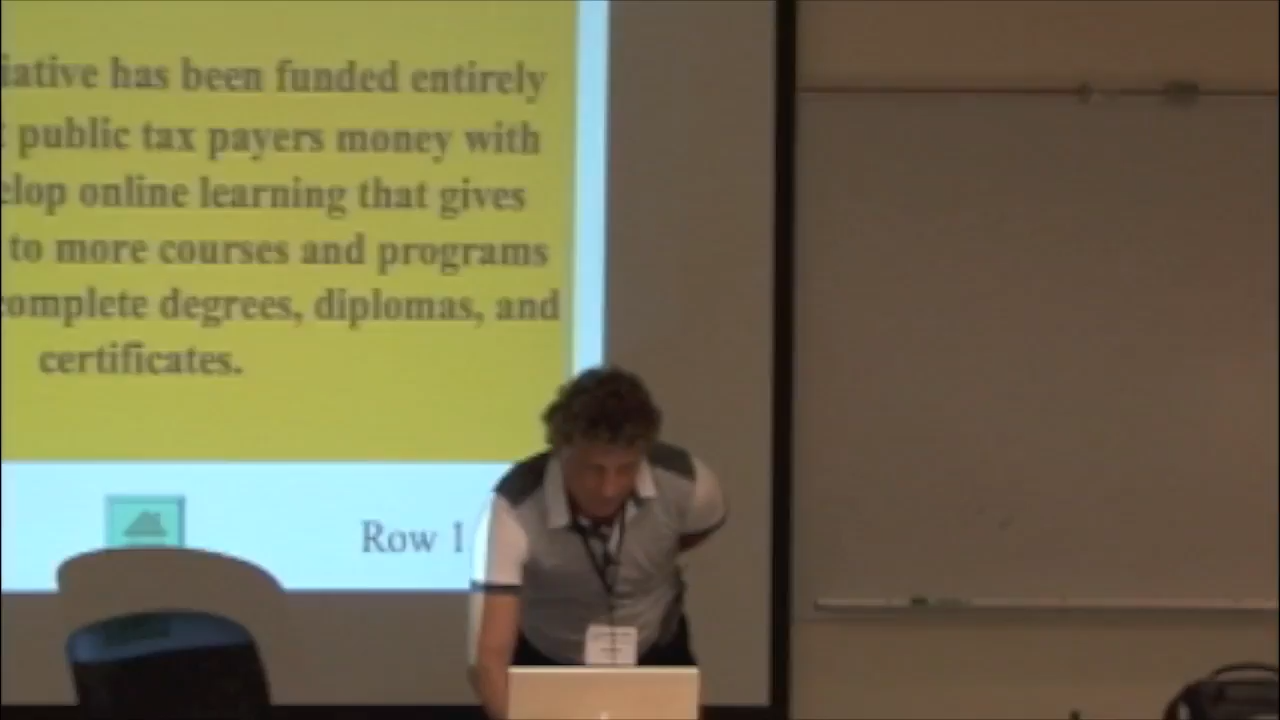 iative has been funded entirely
public tax payers money with
elop online learning that gives
to more courses and programs
complete degrees, diplomas, and
certificates.
Row 1